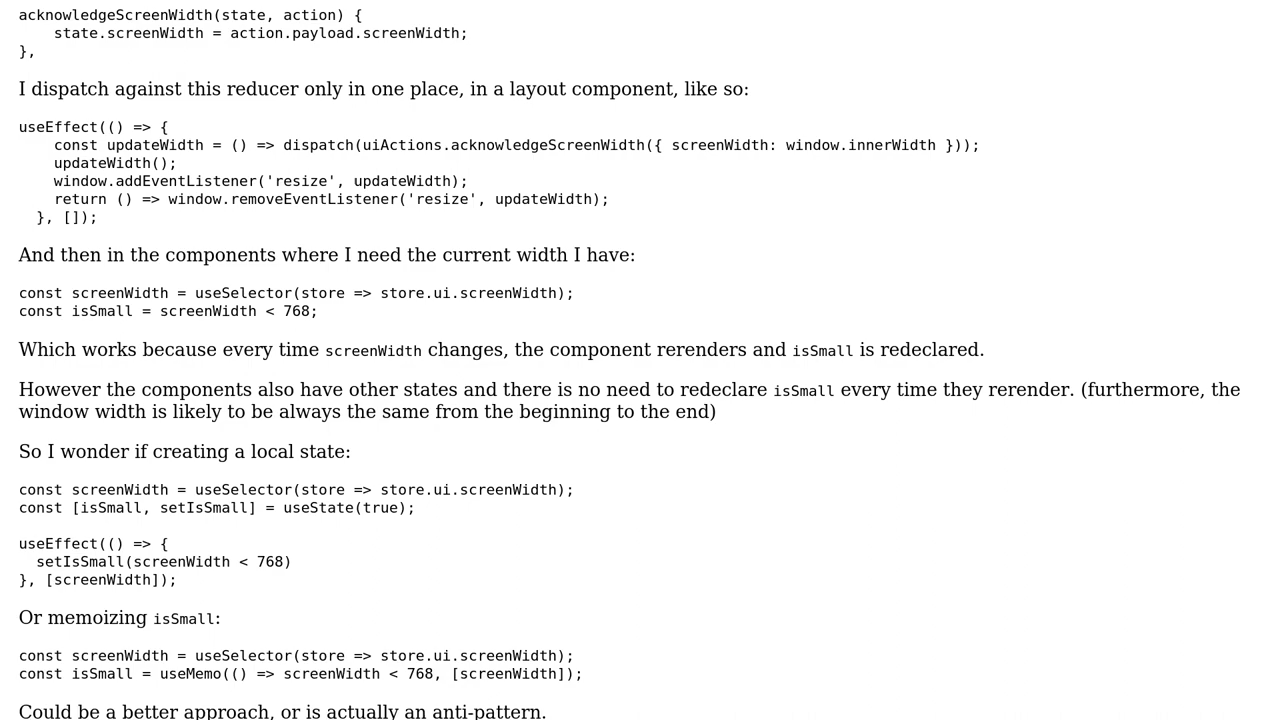 acknowledgeScreenWidth(state, action) {
    state.screenWidth = action.payload.screenWidth;
},
I dispatch against this reducer only in one place, in a layout component, like so:
useEffect(() => {
    const updateWidth = () => dispatch(uiActions.acknowledgeScreenWidth({ screenWidth: window.innerWidth }));
    updateWidth();
    window.addEventListener('resize', updateWidth);
    return () => window.removeEventListener('resize', updateWidth);
  }, []);
And then in the components where I need the current width I have:
const screenWidth = useSelector(store => store.ui.screenWidth);
const isSmall = screenWidth < 768;
Which works because every time screenWidth changes, the component rerenders and isSmall is redeclared.
However the components also have other states and there is no need to redeclare isSmall every time they rerender. (furthermore, the
window width is likely to be always the same from the beginning to the end)
So I wonder if creating a local state:
const screenWidth = useSelector(store => store.ui.screenWidth);
const [isSmall, setIsSmall] = useState(true);
useEffect(() => {
  setIsSmall(screenWidth < 768)
}, [screenWidth]);
Or memoizing isSmall:
const screenWidth = useSelector(store => store.ui.screenWidth);
const isSmall = useMemo(() => screenWidth < 768, [screenWidth]);
Could be a better approach, or is actually an anti-pattern.